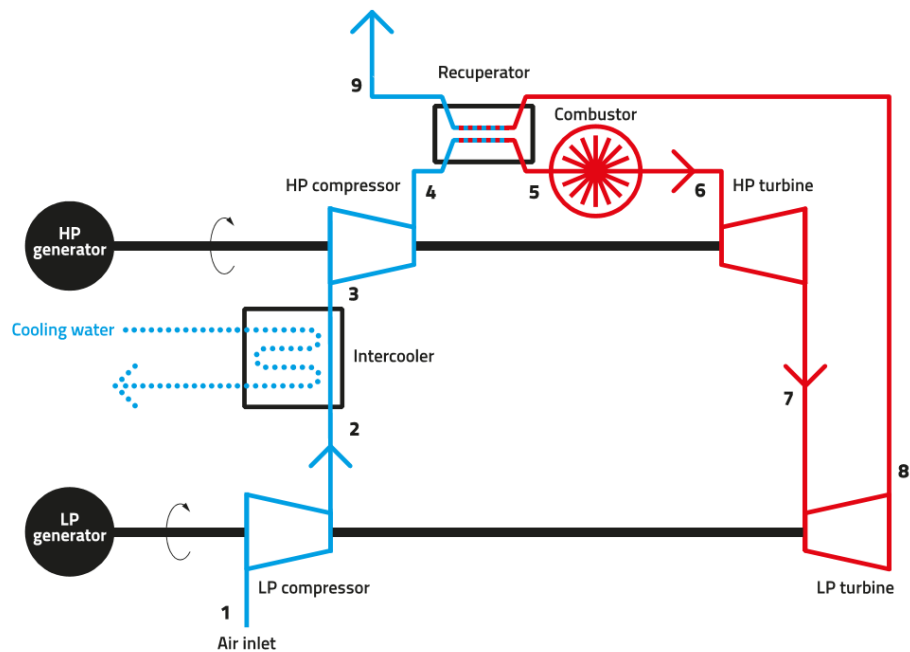 9
Recuperator
Combustor
HP compressor
4
5
6
HP turbine
HP
generator
3
Cooling water
Intercooler
7
2
8
LP
generator
LP compressor
LP turbine
1
Air inlet